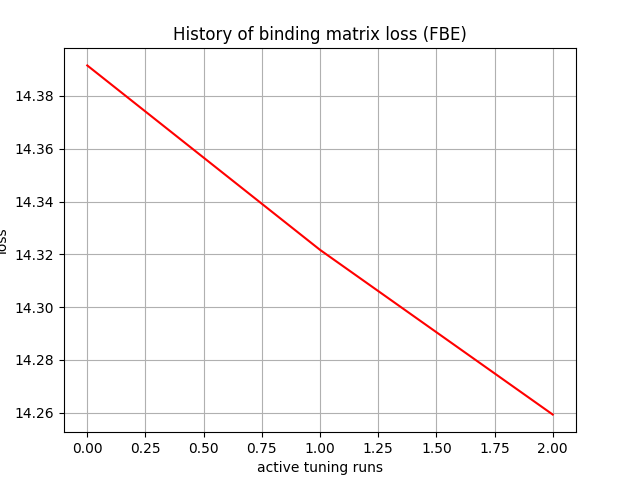 History of binding matrix loss (FBE)
14.38
14.36
14.34
14.32
14.30
14.28
14.26
loss
0.00 0.25 0.50 0.75 1.00 1.25 1.50 1.75 2.00
active tuning runs